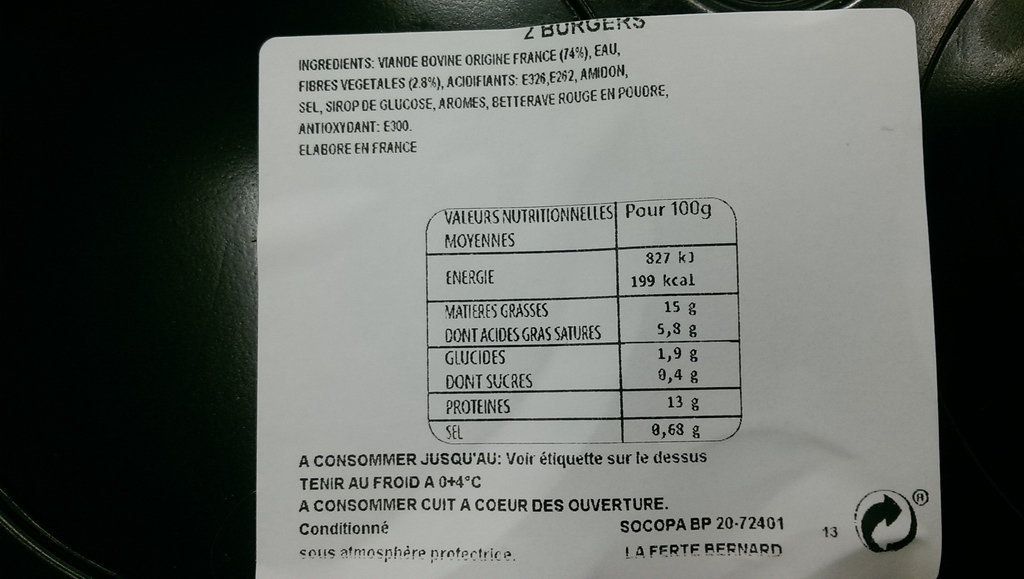 2 BURGERS
INGREDIENTS: VIANDE BOVINE ORIGINE FRANCE (74%), EAU,
FIBRES VEGETALES (2.8%), ACIDIFIANTS: E326,E262, AMIDON,
SEL, SIROP DE GLUCOSE, AROMES, BETTERAVE ROUGE EN POUDRE,
ANTIOXYDANT: E300.
ELABORE EN FRANCE
VALEURS NUTRITIONNELLES Pour 100g
MOYENNES
ENERGIE 827 kJ
199 kcal
MATIERES GRASSES 15 g
DONT ACIDES GRAS SATURES 5,8 g
GLUCIDES 1,9 g
DONT SUCRES 0,4 g
PROTEINES 13 g
SEL 0,68 g
A CONSOMMER JUSQU'AU: Voir étiquette sur le dessus
TENIR AU FROID A 0+4°C
A CONSOMMER CUIT A COEUR DES OUVERTURE.
Conditionné SOCOPA BP 20-72401 13 ®
sous atmosphère protectrice. LA FERTE BERNARD